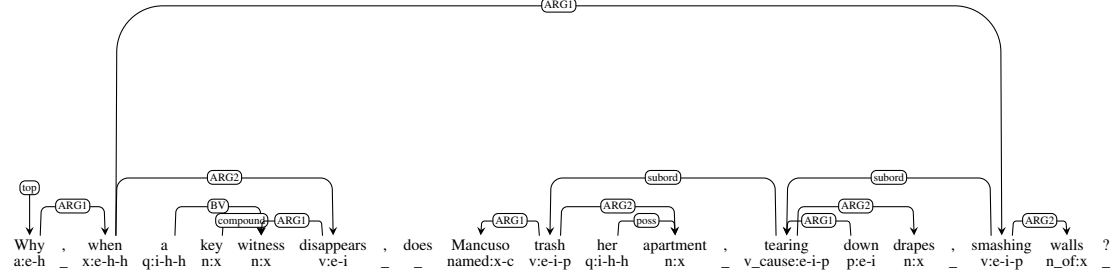 ARG1
ARG2 subord subord
top ARG1 BV compound ARG1 ARG1 ARG2 poss ARG1 ARG2 ARG2
Why , when a key witness disappears , does Mancuso trash her apartment , tearing down drapes , smashing walls ?
a:e-h _ x:e-h-h q:i-h-h n:x n:x v:e-i _ _ named:x-c v:e-i-p q:i-h-h n:x _ v_cause:e-i-p p:e-i n:x _ v:e-i-p n_of:x _